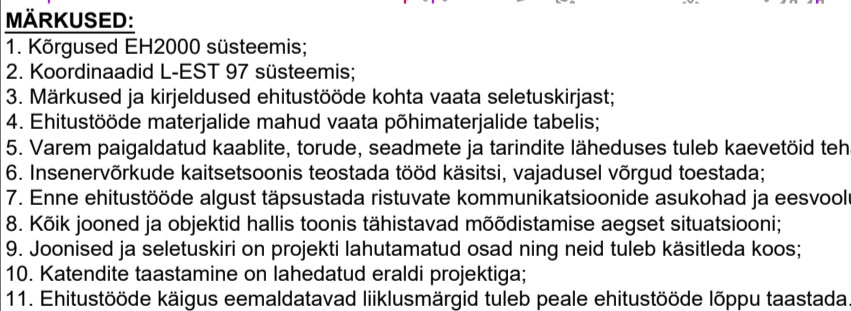 MÄRKUSED:
1. Kõrgused EH2000 süsteemis;
2. Koordinaadid L-EST 97 süsteemis;
3. Märkused ja kirjeldused ehitustööde kohta vaata seletuskirjast;
4. Ehitustööde materjalide mahud vaata põhimaterjalide tabelis;
5. Varem paigaldatud kaablite, torude, seadmete ja tarindite läheduses tuleb kaevetöid
6. Insenervõrkude kaitsetsoonis teostada tööd käsitsi, vajadusel võrgud toestada;
7. Enne ehitustööde algust täpsustada ristuvate kommunikatsioonide asukohad ja
8. Kõik jooned ja objektid hallis toonis tähistavad mõõdistamise aegset situatsiooni;
9. Joonised ja seletuskiri on projekti lahutamatud osad ning neid tuleb käsitleda koos;
10. Katendite taastamine on lahedatud eraldi projektiga;
11. Ehitustööde käigus eemaldatavad liiklusmärgid tuleb peale ehitustööde lõppu taastada.